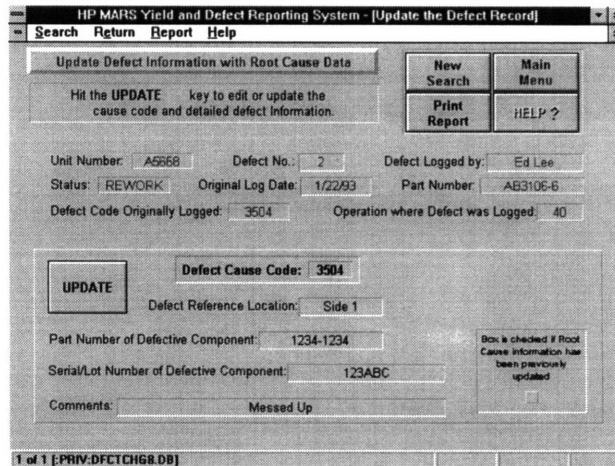 HP MARS Yield and Defect Reporting System - [Update the Defect Record]
Search Return Report Help
Update Defect Information with Root Cause Data
Hit the UPDATE key to edit or update the
cause code and detailed defect Information.
New Search
Main Menu
Print Report
HELP ?
Unit Number: A5668 Defect No.: 2 Defect Logged by: Ed Lee
Status: REWORK Original Log Date: 1/22/93 Part Number: AB3106-6
Defect Code Originally Logged: 3504 Operation where Defect was Logged: 40
UPDATE
Defect Cause Code: 3504
Defect Reference Location: Side 1
Part Number of Defective Component: 1234-1234
Serial/Lot Number of Defective Component: 123ABC
Comments: Messed Up
Box is checked if Root
Cause Information has
been previously
updated
1 of 1 [:PRIV:DFCTCHG8.DB]